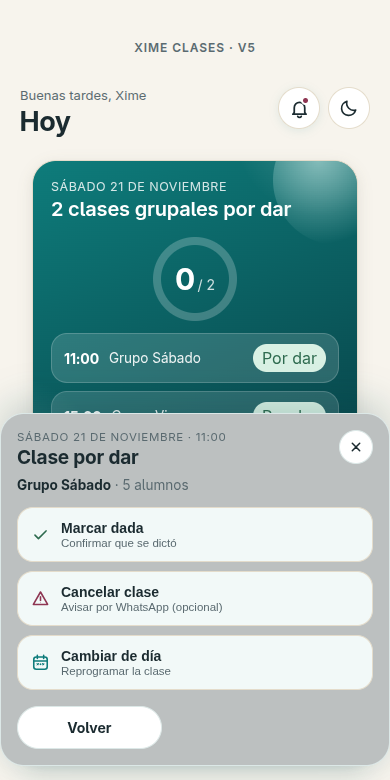 XIME CLASES · V5
Buenas tardes, Xime
Hoy
SÁBADO 21 DE NOVIEMBRE
2 clases grupales por dar
0 / 2
11:00 Grupo Sábado Por dar
SÁBADO 21 DE NOVIEMBRE · 11:00
Clase por dar
Grupo Sábado · 5 alumnos
Marcar dada
Confirmar que se dictó
Cancelar clase
Avisar por WhatsApp (opcional)
Cambiar de día
Reprogramar la clase
Volver